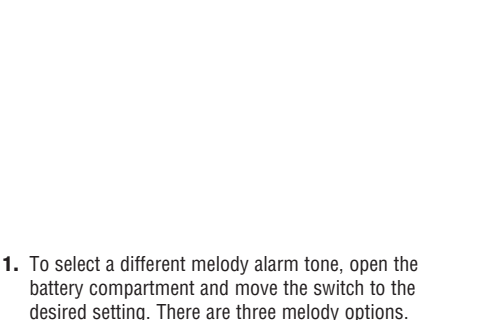 1. To select a different melody alarm tone, open the
battery compartment and move the switch to the
desired setting. There are three melody options.